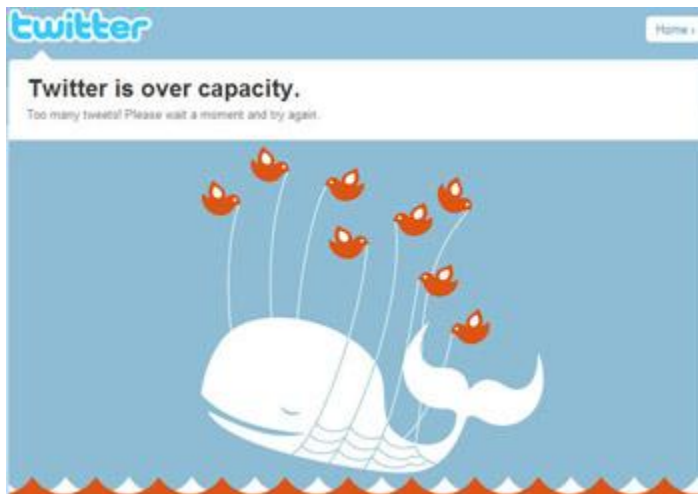 twitter
Home ›
Twitter is over capacity.
Too many tweets! Please wait a moment and try again.